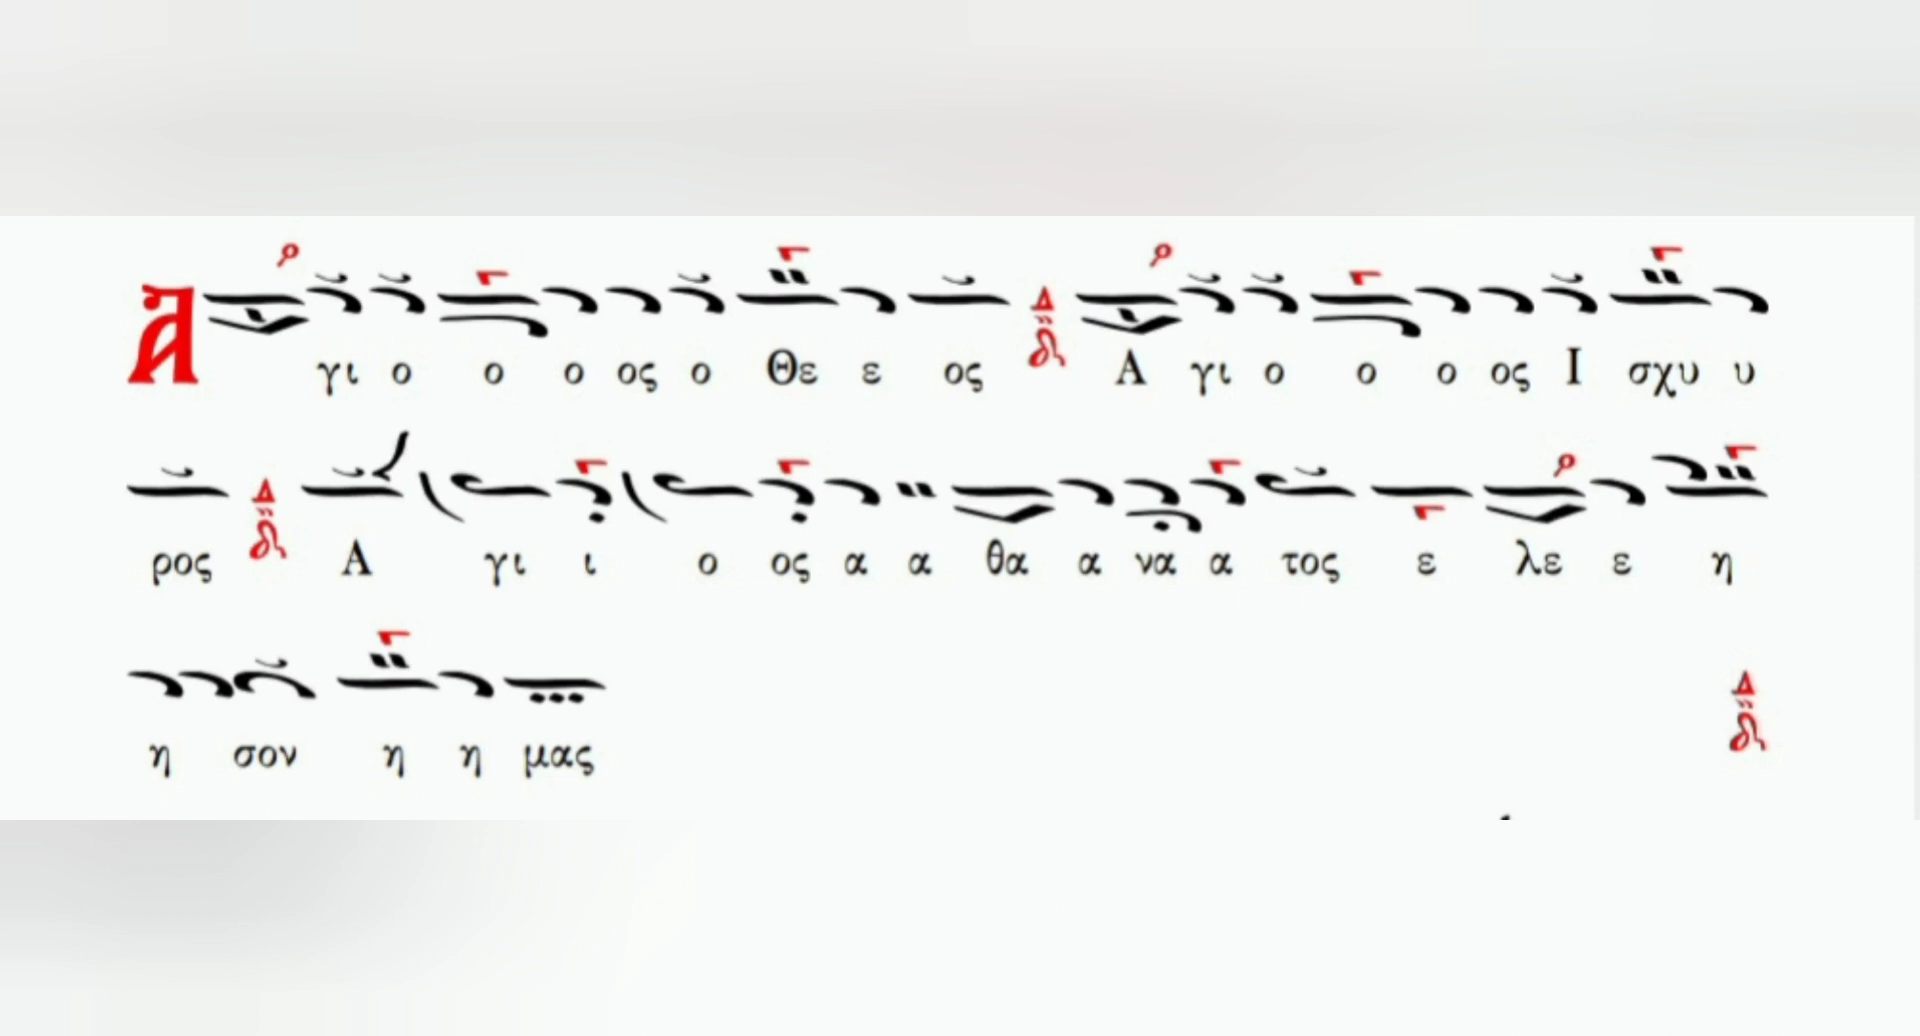 Α γι ο ο ο ος ο Θε ε ος Δ Α γι ο ο ο ος Ι σχυ υ
ρος Δ Α γι ι ο ος α α θα α να α τος ε λε ε η
η σον η η μας Δ